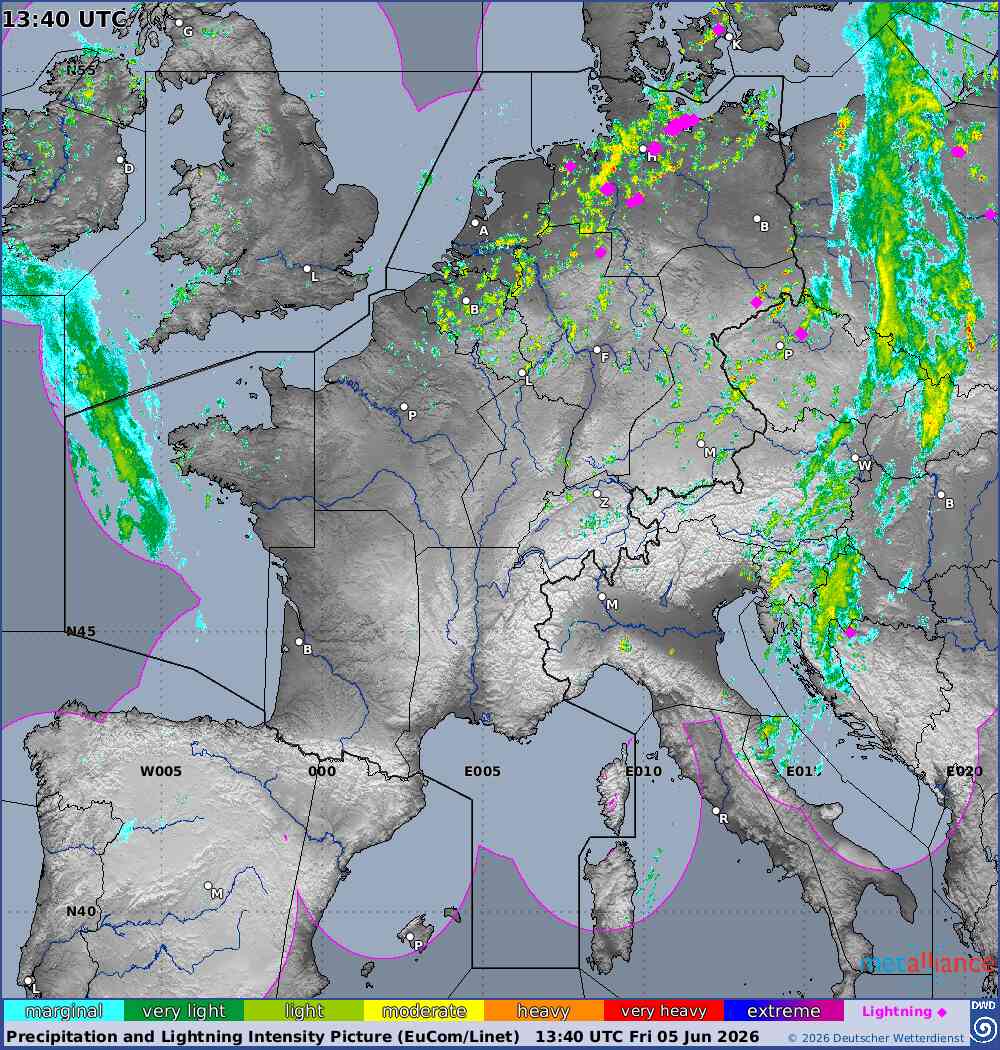 13:40 UTC
G
K
N55
D
H
A
B
L
B
P
F
L
P
M
W
Z
B
M
N45
B
W005
000
E005
E010
E015
E020
R
M
N40
P
metalliance
L
marginal very light light moderate heavy very heavy extreme Lightning ◆
DWD
Precipitation and Lightning Intensity Picture (EuCom/Linet) 13:40 UTC Fri 05 Jun 2026 © 2026 Deutscher Wetterdienst